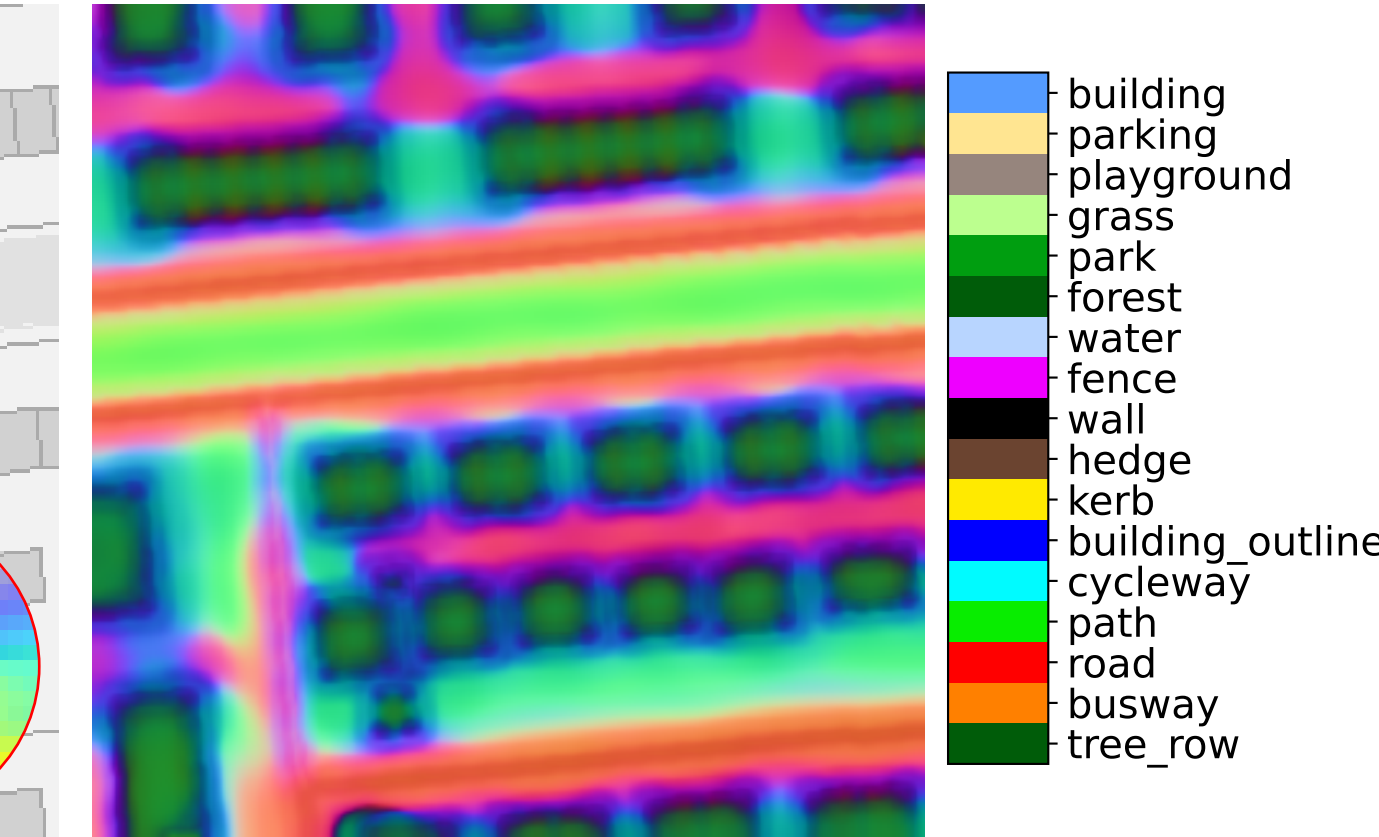 building
parking
playground
grass
park
forest
water
fence
wall
hedge
kerb
building_outline
cycleway
path
road
busway
tree_row